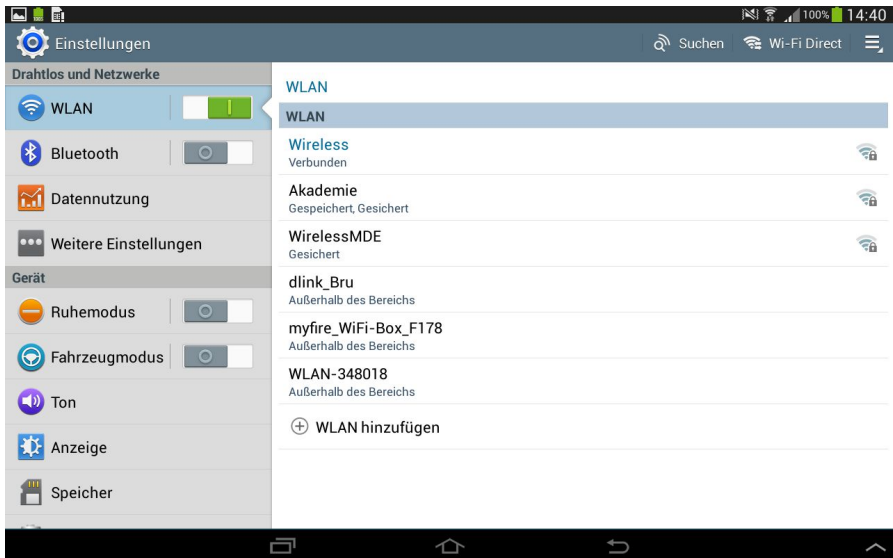 100% 14:40
Einstellungen
Suchen
Wi-Fi Direct
Drahtlos und Netzwerke
WLAN
Bluetooth
Datennutzung
Weitere Einstellungen
Gerät
Ruhemodus
Fahrzeugmodus
Ton
Anzeige
Speicher
WLAN
WLAN
Wireless
Verbunden
Akademie
Gespeichert, Gesichert
WirelessMDE
Gesichert
dlink_Bru
Außerhalb des Bereichs
myfire_WiFi-Box_F178
Außerhalb des Bereichs
WLAN-348018
Außerhalb des Bereichs
WLAN hinzufügen